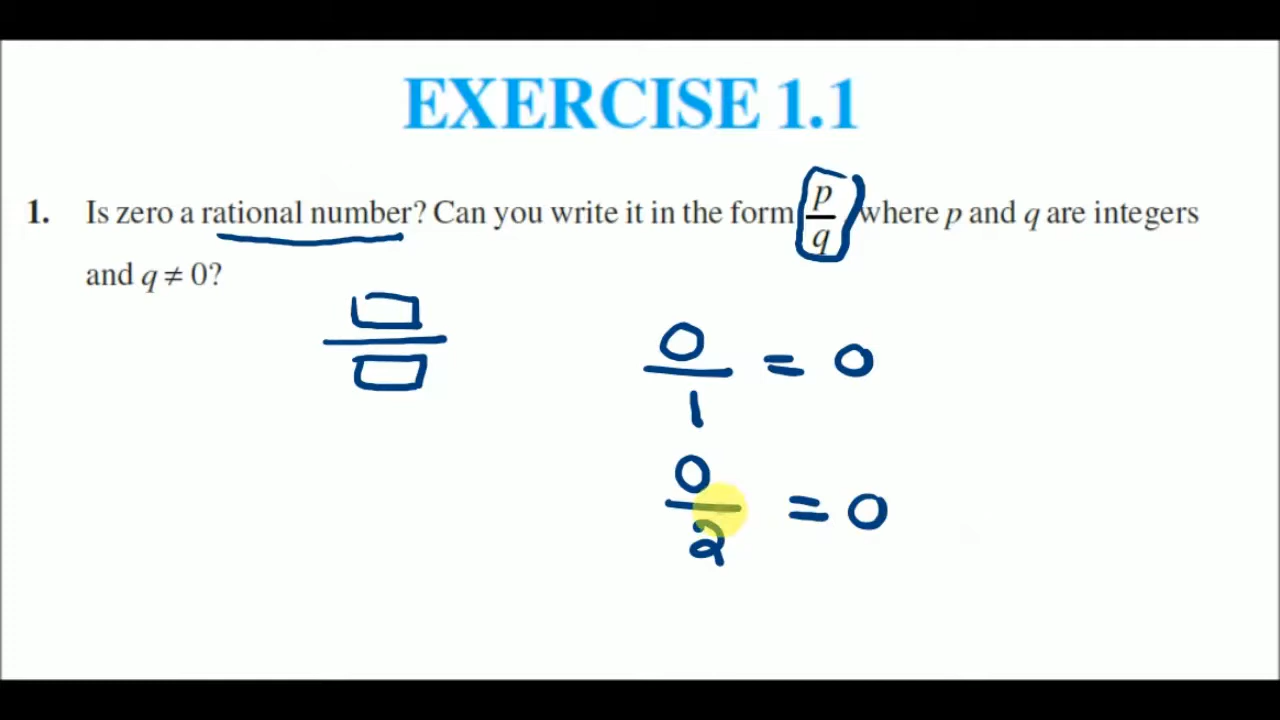 EXERCISE 1.1
1. Is zero a rational number? Can you write it in the form p/q where p and q are integers
and q ≠ 0?
0/1 = 0
0/2 = 0